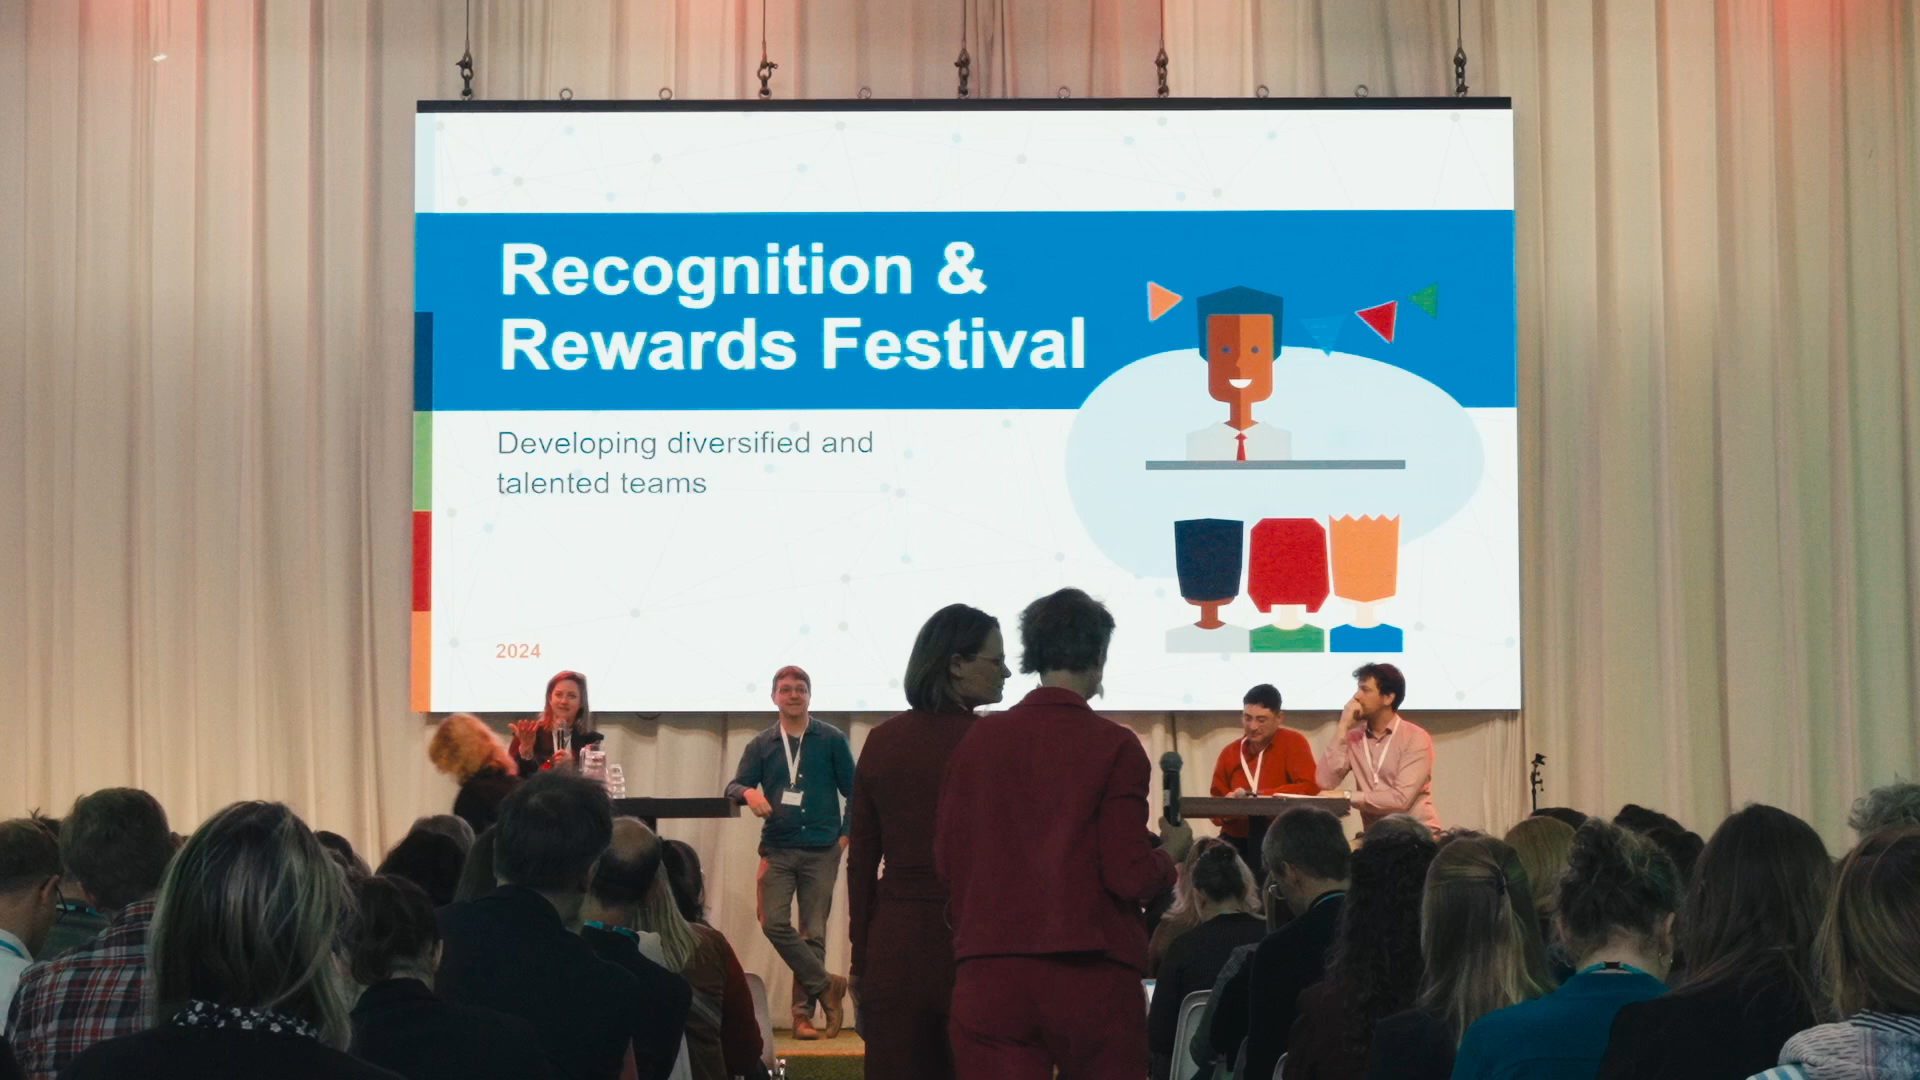 Recognition &
Rewards Festival
Developing diversified and
talented teams
2024